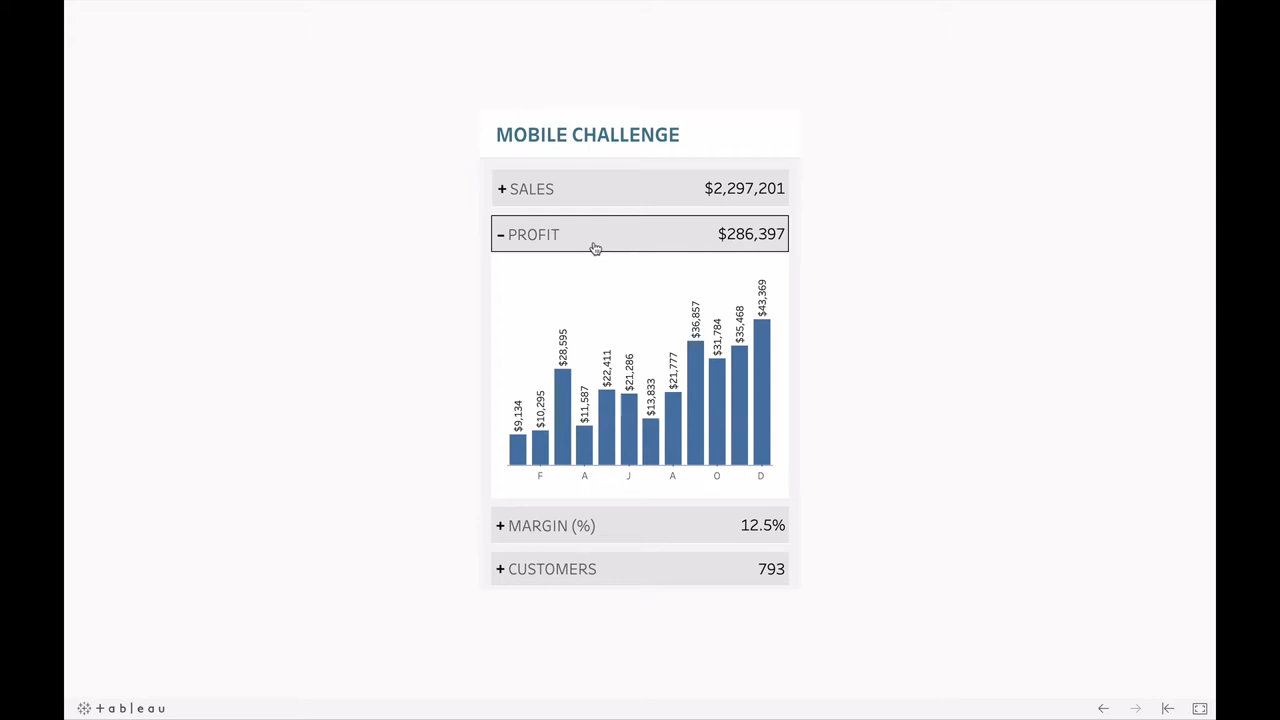 MOBILE CHALLENGE
+ SALES $2,297,201
– PROFIT $286,397
$9,134
$10,295
$28,595
$11,587
$22,411
$21,286
$13,833
$21,777
$36,857
$31,784
$35,468
$43,369
F A J A O D
+ MARGIN (%) 12.5%
+ CUSTOMERS 793
+ableau